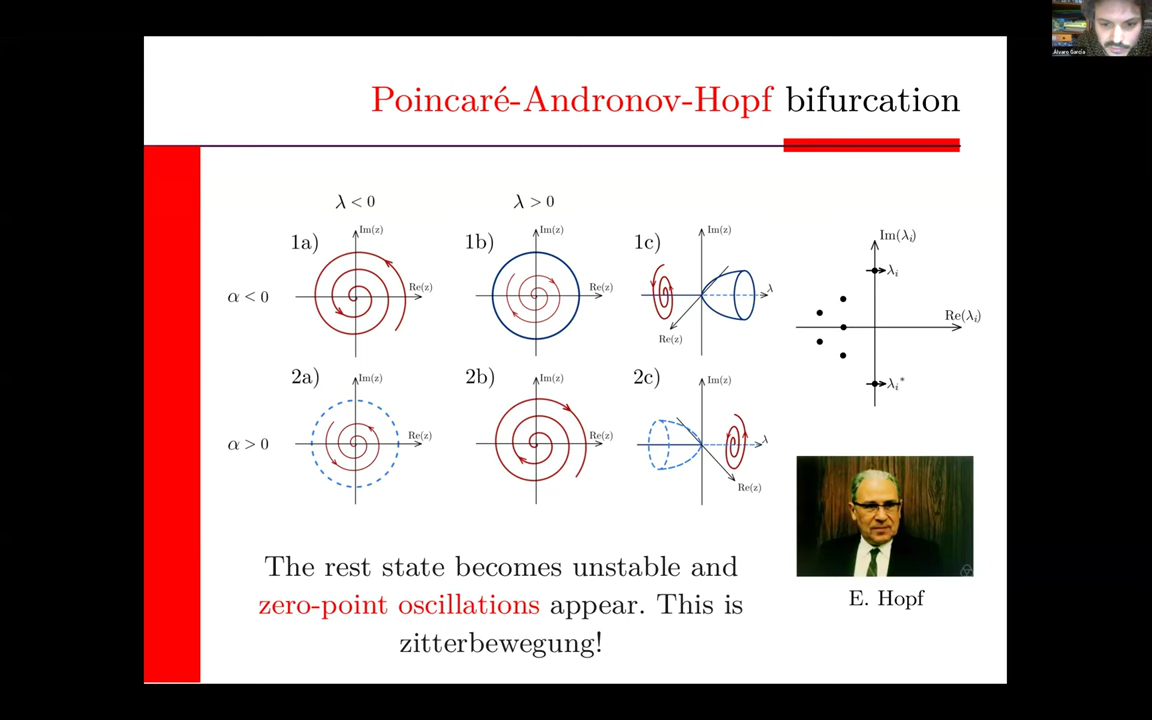 Álvaro García
Poincaré-Andronov-Hopf bifurcation
λ < 0
λ > 0
1a)
Im(z)
Re(z)
1b)
Im(z)
Re(z)
1c)
Im(z)
λ
Re(z)
Im(λi)
λi
Re(λi)
λi*
α < 0
2a)
Im(z)
Re(z)
2b)
Im(z)
Re(z)
2c)
Im(z)
λ
Re(z)
α > 0
The rest state becomes unstable and
zero-point oscillations appear. This is
zitterbewegung!
E. Hopf